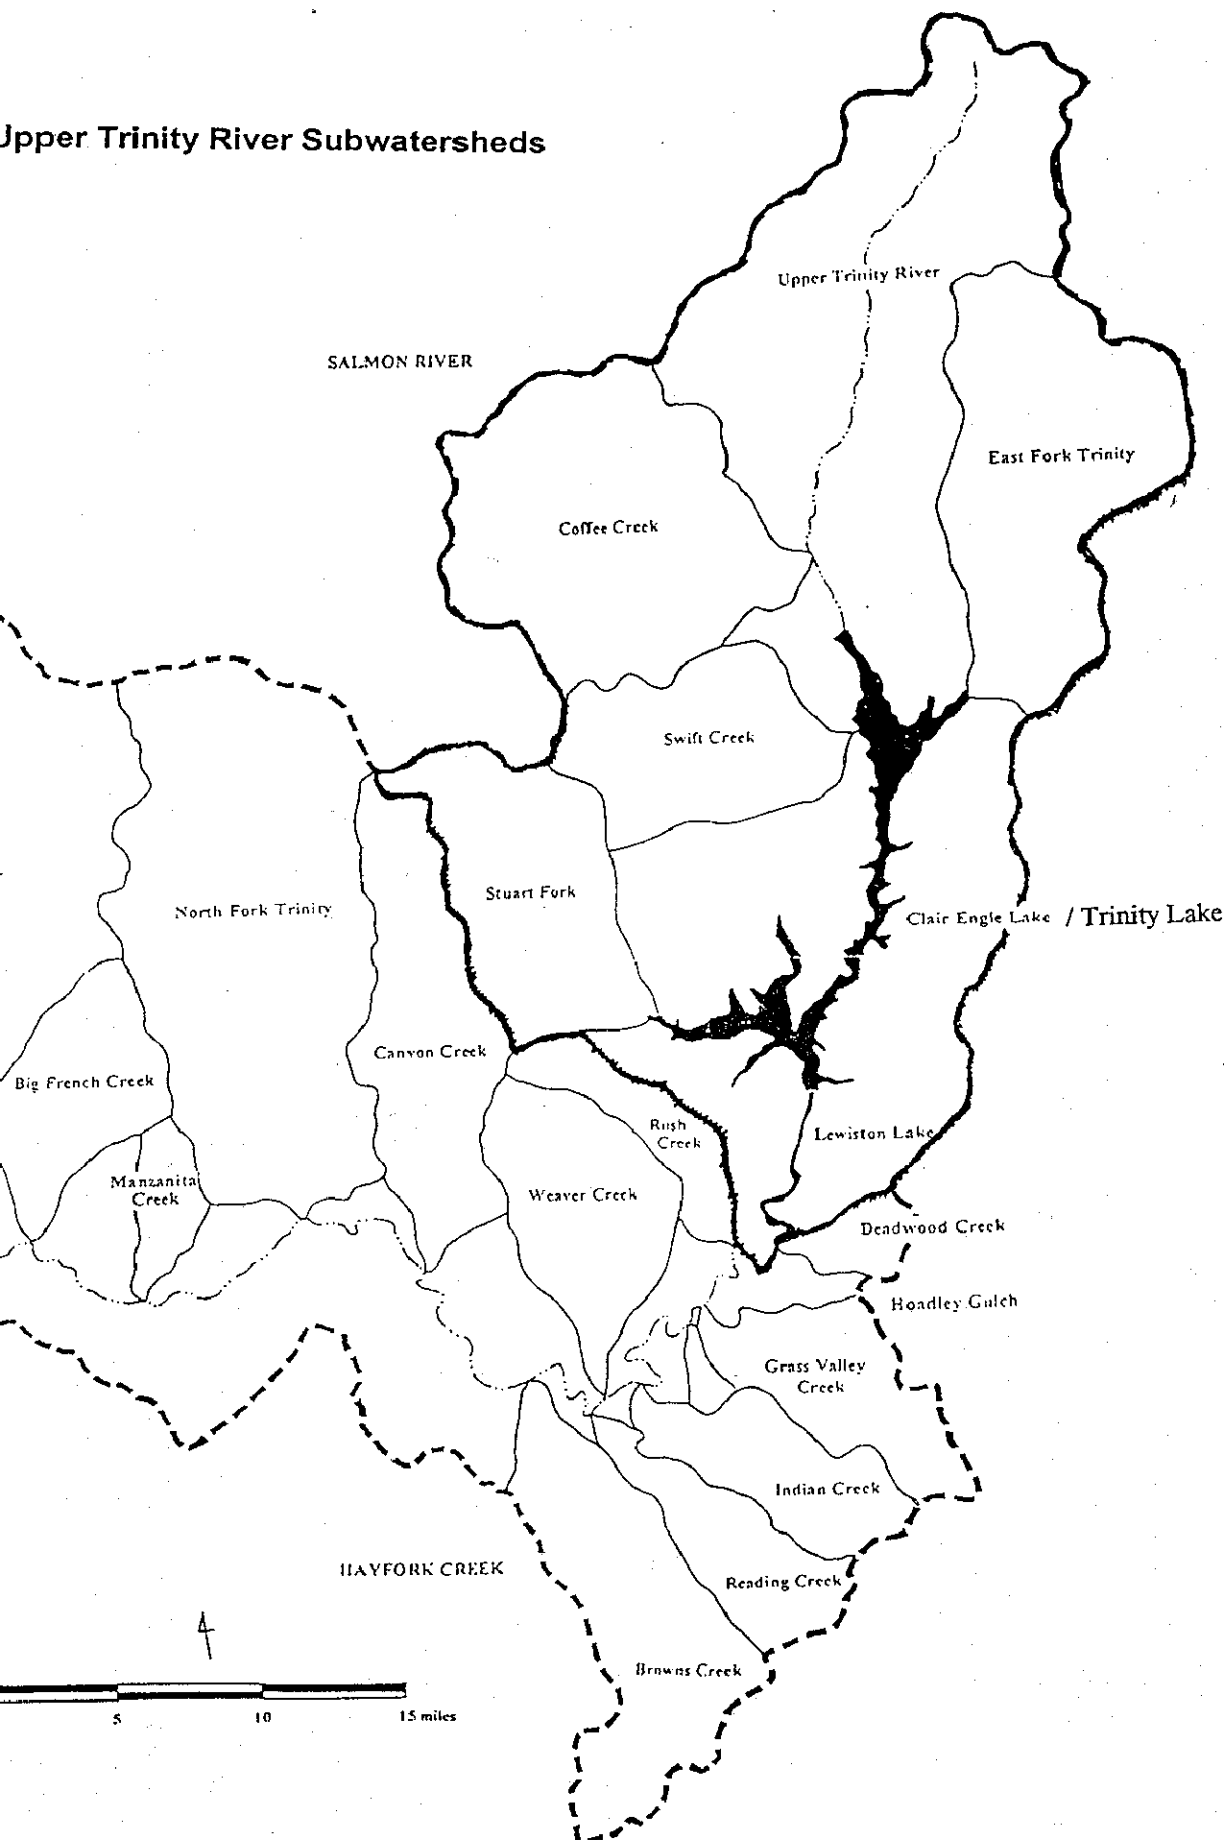 Upper Trinity River Subwatersheds
Upper Trinity River
SALMON RIVER
East Fork Trinity
Coffee Creek
Swift Creek
Stuart Fork
North Fork Trinity
Clair Engle Lake / Trinity Lake
Canyon Creek
Big French Creek
Rush
Creek
Lewiston Lake
Manzanita
Creek
Weaver Creek
Deadwood Creek
Hoadley Gulch
Grass Valley
Creek
Indian Creek
HAYFORK CREEK
Reading Creek
Browns Creek
5 10 15 miles